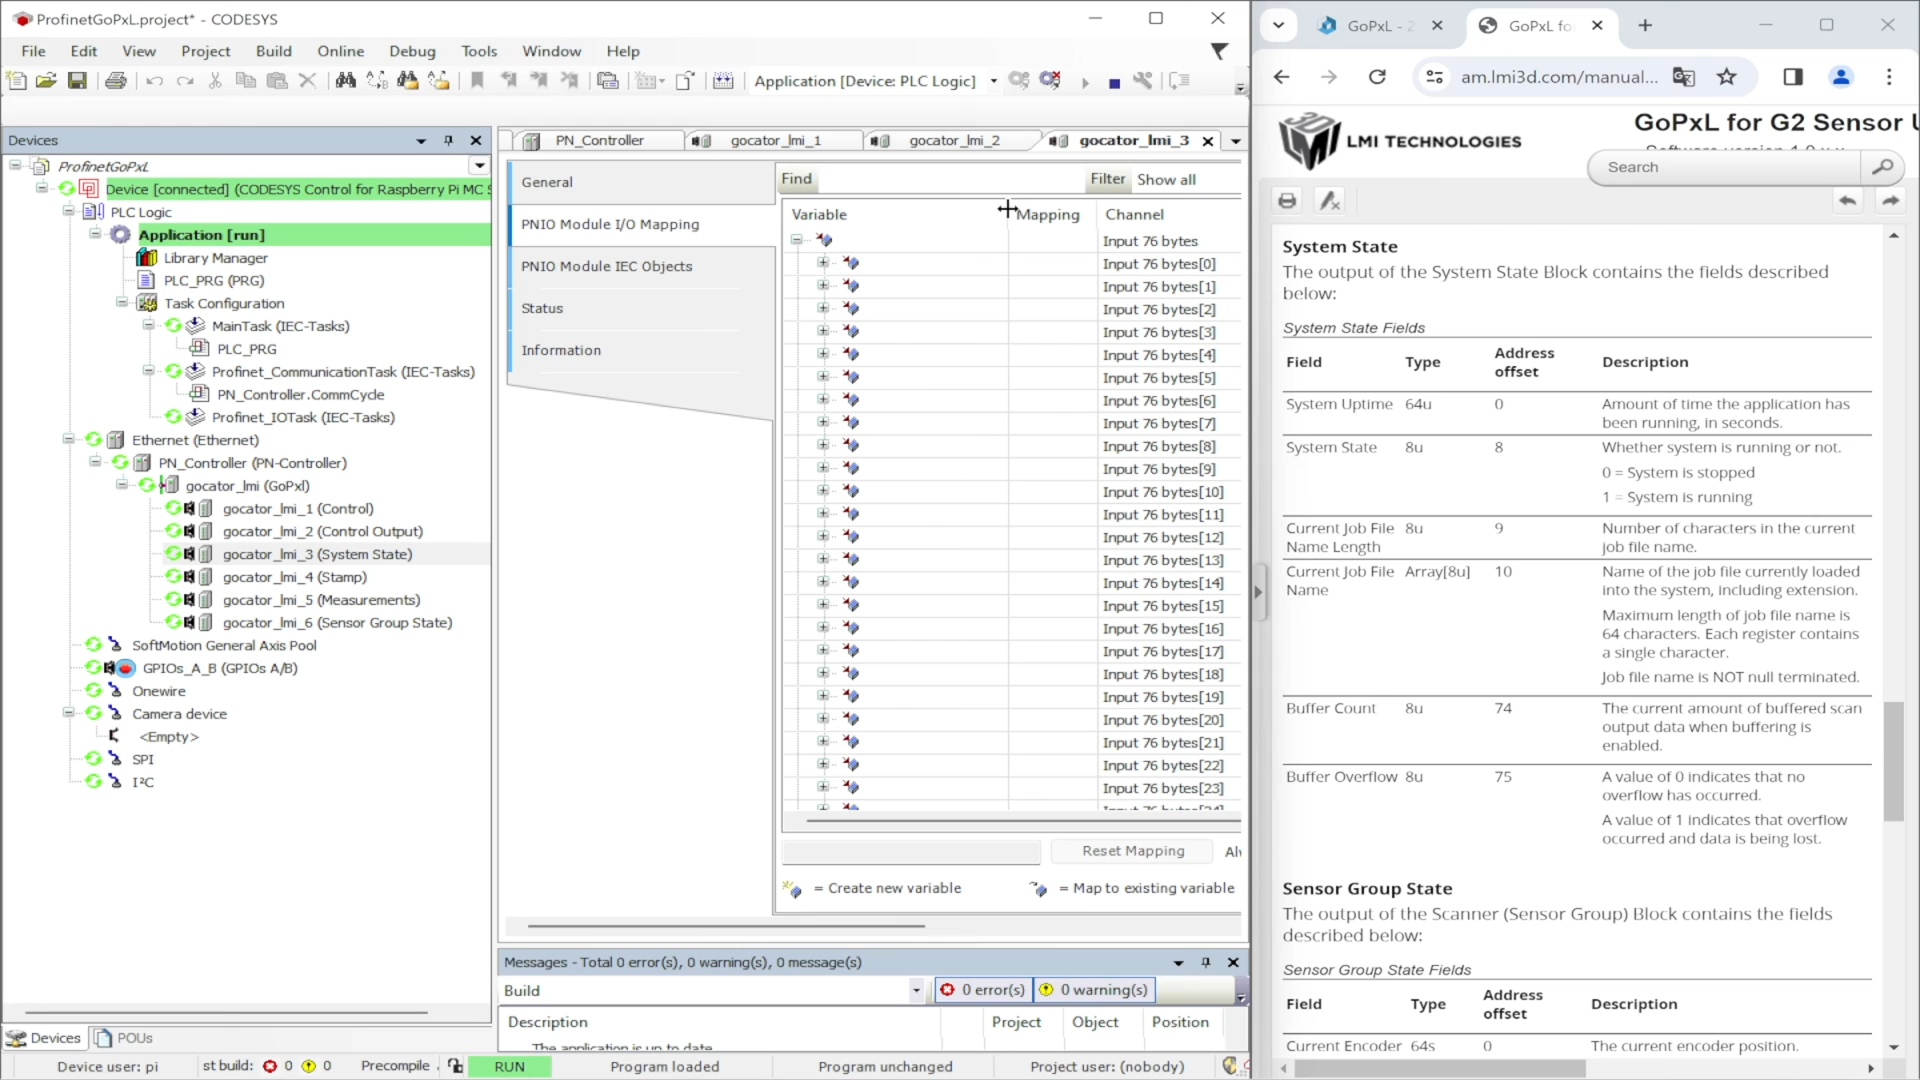 ProfinetGoPxL.project* - CODESYS
File Edit View Project Build Online Debug Tools Window Help
Application [Device: PLC Logic]
Devices
ProfinetGoPxL
Device [connected] (CODESYS Control for Raspberry Pi MC S
PLC Logic
Application [run]
Library Manager
PLC_PRG (PRG)
Task Configuration
MainTask (IEC-Tasks)
PLC_PRG
Profinet_CommunicationTask (IEC-Tasks)
PN_Controller.CommCycle
Profinet_IOTask (IEC-Tasks)
Ethernet (Ethernet)
PN_Controller (PN-Controller)
gocator_lmi (GoPxl)
gocator_lmi_1 (Control)
gocator_lmi_2 (Control Output)
gocator_lmi_3 (System State)
gocator_lmi_4 (Stamp)
gocator_lmi_5 (Measurements)
gocator_lmi_6 (Sensor Group State)
SoftMotion General Axis Pool
GPIOs_A_B (GPIOs A/B)
Onewire
Camera device
<Empty>
SPI
I²C
Devices POUs
PN_Controller gocator_lmi_1 gocator_lmi_2 gocator_lmi_3
General
PNIO Module I/O Mapping
PNIO Module IEC Objects
Status
Information
Find Filter Show all
Variable Mapping Channel
Input 76 bytes
Input 76 bytes[0]
Input 76 bytes[1]
Input 76 bytes[2]
Input 76 bytes[3]
Input 76 bytes[4]
Input 76 bytes[5]
Input 76 bytes[6]
Input 76 bytes[7]
Input 76 bytes[8]
Input 76 bytes[9]
Input 76 bytes[10]
Input 76 bytes[11]
Input 76 bytes[12]
Input 76 bytes[13]
Input 76 bytes[14]
Input 76 bytes[15]
Input 76 bytes[16]
Input 76 bytes[17]
Input 76 bytes[18]
Input 76 bytes[19]
Input 76 bytes[20]
Input 76 bytes[21]
Input 76 bytes[22]
Input 76 bytes[23]
Reset Mapping
= Create new variable = Map to existing variable
Messages - Total 0 error(s), 0 warning(s), 0 message(s)
Build 0 error(s) 0 warning(s)
Description Project Object Position
The application is up to date
Device user: pi st build: 0 0 Precompile RUN Program loaded Program unchanged Project user: (nobody)
GoPxL - 2 GoPxL fo
am.lmi3d.com/manual...
LMI TECHNOLOGIES
GoPxL for G2 Sensor U
Search
System State
The output of the System State Block contains the fields described
below:
System State Fields
Field Type Address offset Description
System Uptime 64u 0 Amount of time the application has
been running, in seconds.
System State 8u 8 Whether system is running or not.
0 = System is stopped
1 = System is running
Current Job File Name Length 8u 9 Number of characters in the current
job file name.
Current Job File Name Array[8u] 10 Name of the job file currently loaded
into the system, including extension.
Maximum length of job file name is
64 characters. Each register contains
a single character.
Job file name is NOT null terminated.
Buffer Count 8u 74 The current amount of buffered scan
output data when buffering is
enabled.
Buffer Overflow 8u 75 A value of 0 indicates that no
overflow has occurred.
A value of 1 indicates that overflow
occurred and data is being lost.
Sensor Group State
The output of the Scanner (Sensor Group) Block contains the fields
described below:
Sensor Group State Fields
Field Type Address offset Description
Current Encoder 64s 0 The current encoder position.